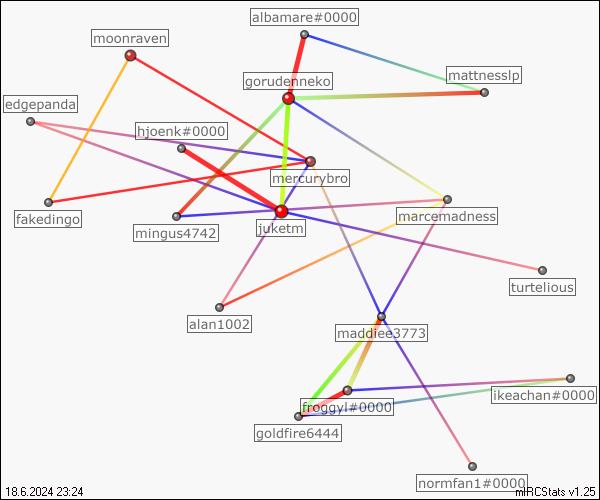 albamare#0000
moonraven
gorudenneko
mattnesslp
edgepanda
hjoenk#0000
mercurybro
fakedingo
marcemadness
mingus4742
juketm
turtelious
alan1002
maddiee3773
ikeachan#0000
froggyl#0000
goldfire6444
normfan1#0000
18.6.2024 23:24
mIRCStats v1.25